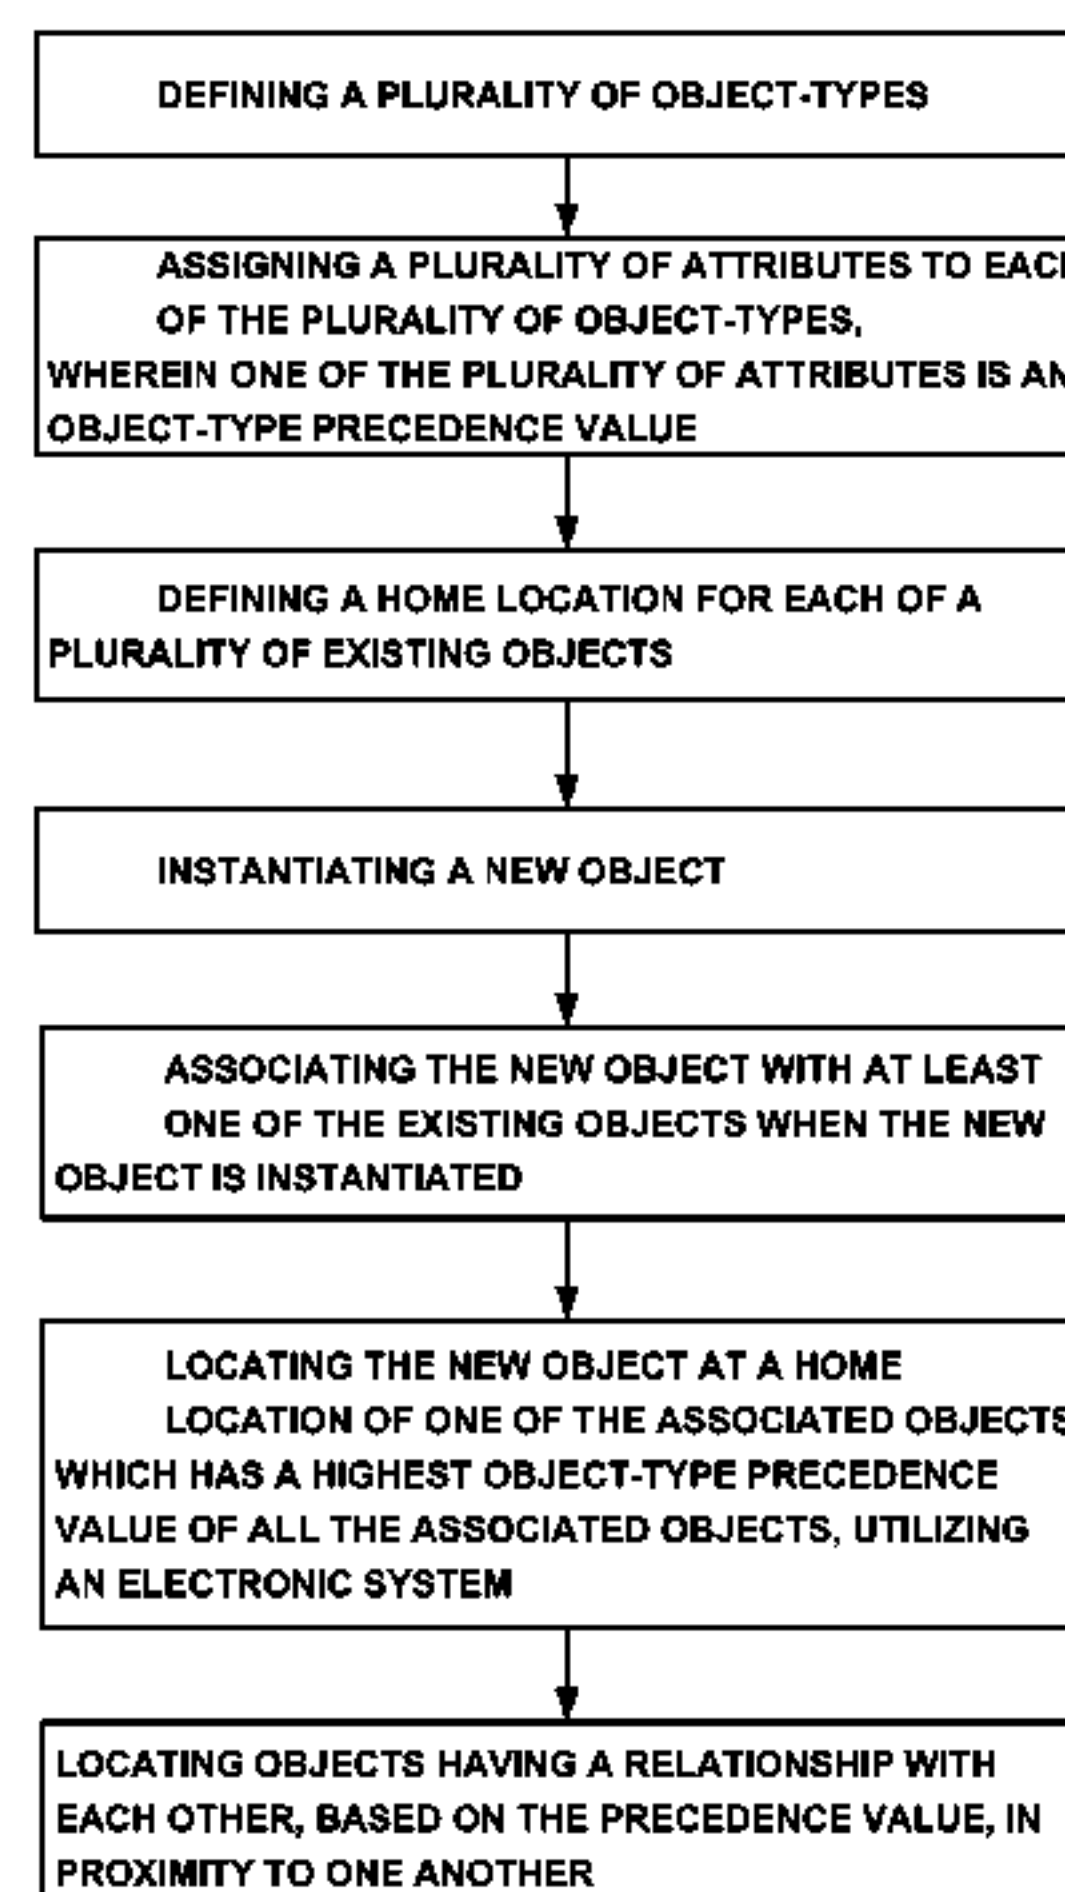 DEFINING A PLURALITY OF OBJECT-TYPES
ASSIGNING A PLURALITY OF ATTRIBUTES TO EACH
OF THE PLURALITY OF OBJECT-TYPES,
WHEREIN ONE OF THE PLURALITY OF ATTRIBUTES IS AN
OBJECT-TYPE PRECEDENCE VALUE
DEFINING A HOME LOCATION FOR EACH OF A
PLURALITY OF EXISTING OBJECTS
INSTANTIATING A NEW OBJECT
ASSOCIATING THE NEW OBJECT WITH AT LEAST
ONE OF THE EXISTING OBJECTS WHEN THE NEW
OBJECT IS INSTANTIATED
LOCATING THE NEW OBJECT AT A HOME
LOCATION OF ONE OF THE ASSOCIATED OBJECTS
WHICH HAS A HIGHEST OBJECT-TYPE PRECEDENCE
VALUE OF ALL THE ASSOCIATED OBJECTS, UTILIZING
AN ELECTRONIC SYSTEM
LOCATING OBJECTS HAVING A RELATIONSHIP WITH
EACH OTHER, BASED ON THE PRECEDENCE VALUE, IN
PROXIMITY TO ONE ANOTHER